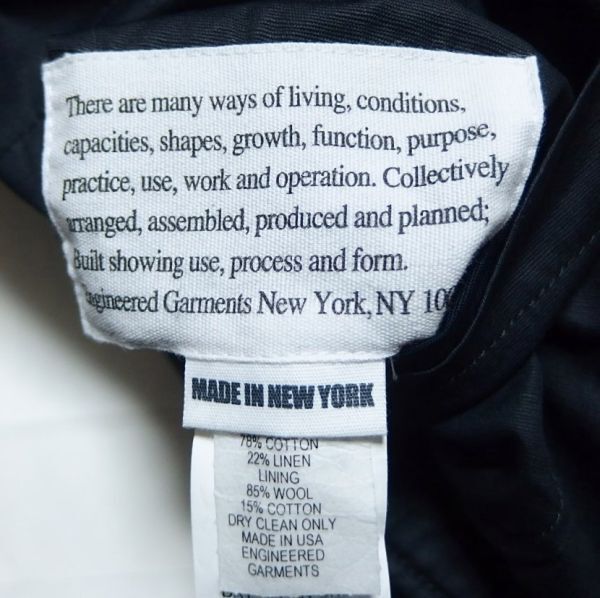 There are many ways of living, conditions,
capacities, shapes, growth, function, purpose,
practice, use, work and operation. Collectively
arranged, assembled, produced and planned;
Built showing use, process and form.
Engineered Garments New York, NY 10
MADE IN NEW YORK
78% COTTON
22% LINEN
LINING
85% WOOL
15% COTTON
DRY CLEAN ONLY
MADE IN USA
ENGINEERED
GARMENTS